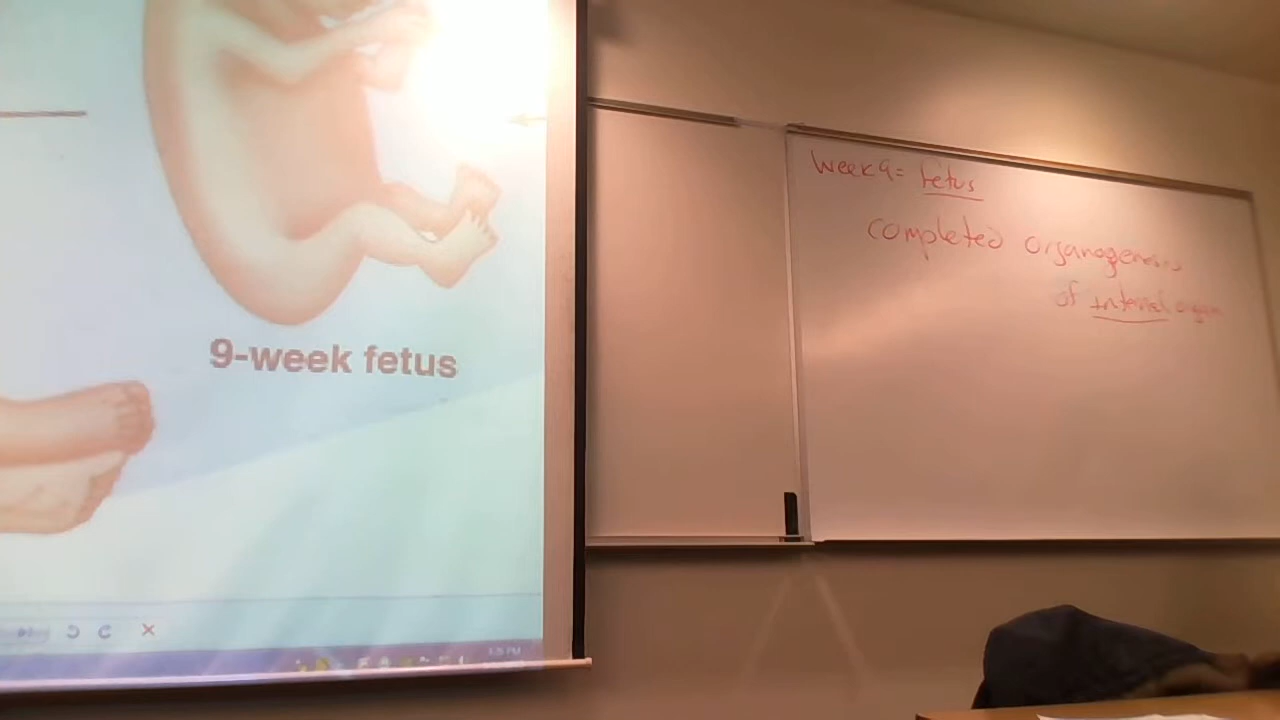 9-week fetus
Week 9 = fetus
completed organogenesis
of internal organs